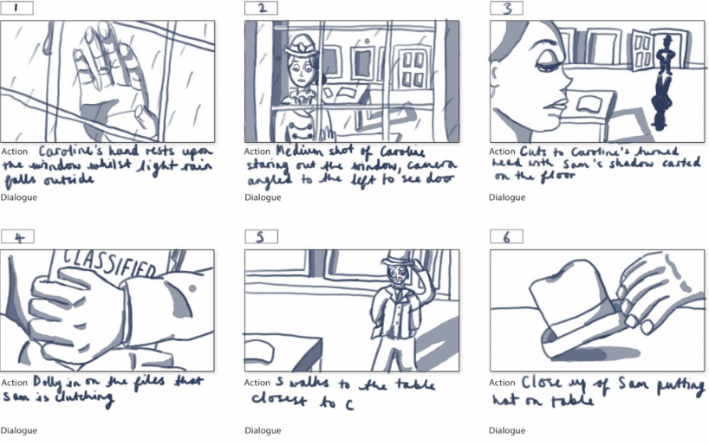 1
Action Caroline's hand rests upon
the window whilst light rain
falls outside
Dialogue
2
Action Medium shot of Caroline
staring out the window, camera
angled to the left to see door
Dialogue
3
Action Cuts to Caroline's turned
head with Sam's shadow casted
on the floor
Dialogue
4
CLASSIFIED
Action Dolly in on the files that
Sam is clutching
Dialogue
5
Action S walks to the table
closest to C
Dialogue
6
Action Close up of Sam putting
hat on table
Dialogue